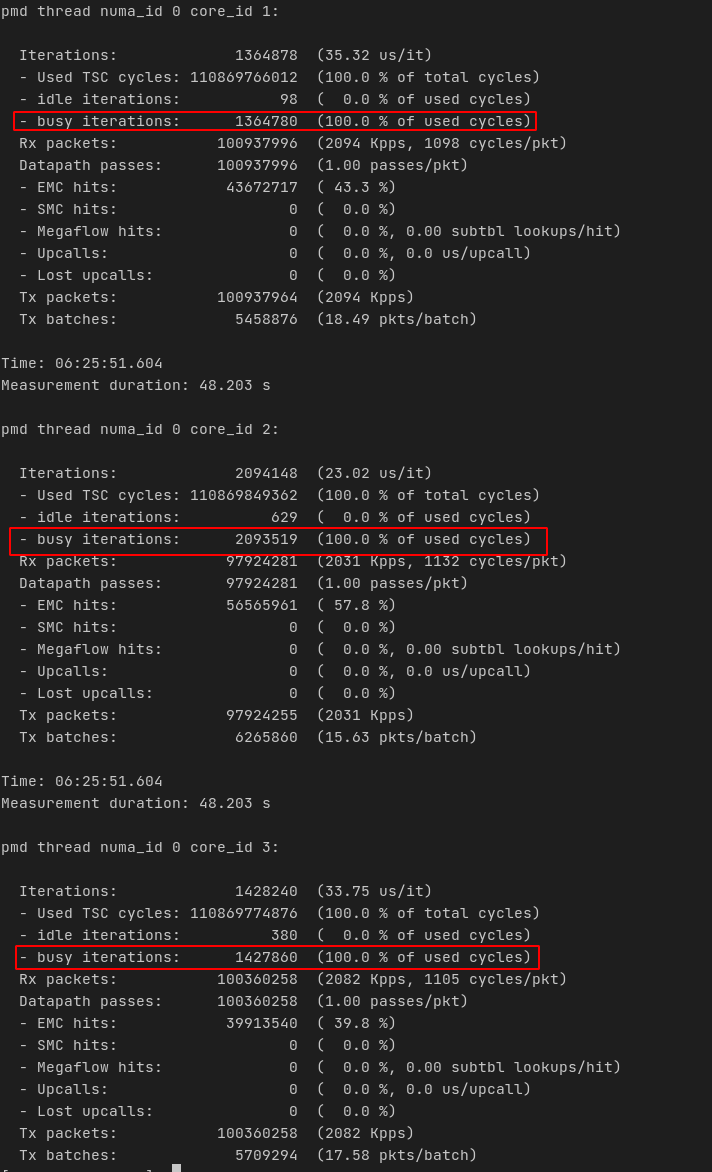 pmd thread numa_id 0 core_id 1:
Iterations: 1364878 (35.32 us/it)
- Used TSC cycles: 110869766012 (100.0 % of total cycles)
- idle iterations: 98 ( 0.0 % of used cycles)
- busy iterations: 1364780 (100.0 % of used cycles)
Rx packets: 100937996 (2094 Kpps, 1098 cycles/pkt)
Datapath passes: 100937996 (1.00 passes/pkt)
- EMC hits: 43672717 ( 43.3 %)
- SMC hits: 0 ( 0.0 %)
- Megaflow hits: 0 ( 0.0 %, 0.00 subtbl lookups/hit)
- Upcalls: 0 ( 0.0 %, 0.0 us/upcall)
- Lost upcalls: 0 ( 0.0 %)
Tx packets: 100937964 (2094 Kpps)
Tx batches: 5458876 (18.49 pkts/batch)
Time: 06:25:51.604
Measurement duration: 48.203 s
pmd thread numa_id 0 core_id 2:
Iterations: 2094148 (23.02 us/it)
- Used TSC cycles: 110869849362 (100.0 % of total cycles)
- idle iterations: 629 ( 0.0 % of used cycles)
- busy iterations: 2093519 (100.0 % of used cycles)
Rx packets: 97924281 (2031 Kpps, 1132 cycles/pkt)
Datapath passes: 97924281 (1.00 passes/pkt)
- EMC hits: 56565961 ( 57.8 %)
- SMC hits: 0 ( 0.0 %)
- Megaflow hits: 0 ( 0.0 %, 0.00 subtbl lookups/hit)
- Upcalls: 0 ( 0.0 %, 0.0 us/upcall)
- Lost upcalls: 0 ( 0.0 %)
Tx packets: 97924255 (2031 Kpps)
Tx batches: 6265860 (15.63 pkts/batch)
Time: 06:25:51.604
Measurement duration: 48.203 s
pmd thread numa_id 0 core_id 3:
Iterations: 1428240 (33.75 us/it)
- Used TSC cycles: 110869774876 (100.0 % of total cycles)
- idle iterations: 380 ( 0.0 % of used cycles)
- busy iterations: 1427860 (100.0 % of used cycles)
Rx packets: 100360258 (2082 Kpps, 1105 cycles/pkt)
Datapath passes: 100360258 (1.00 passes/pkt)
- EMC hits: 39913540 ( 39.8 %)
- SMC hits: 0 ( 0.0 %)
- Megaflow hits: 0 ( 0.0 %, 0.00 subtbl lookups/hit)
- Upcalls: 0 ( 0.0 %, 0.0 us/upcall)
- Lost upcalls: 0 ( 0.0 %)
Tx packets: 100360258 (2082 Kpps)
Tx batches: 5709294 (17.58 pkts/batch)